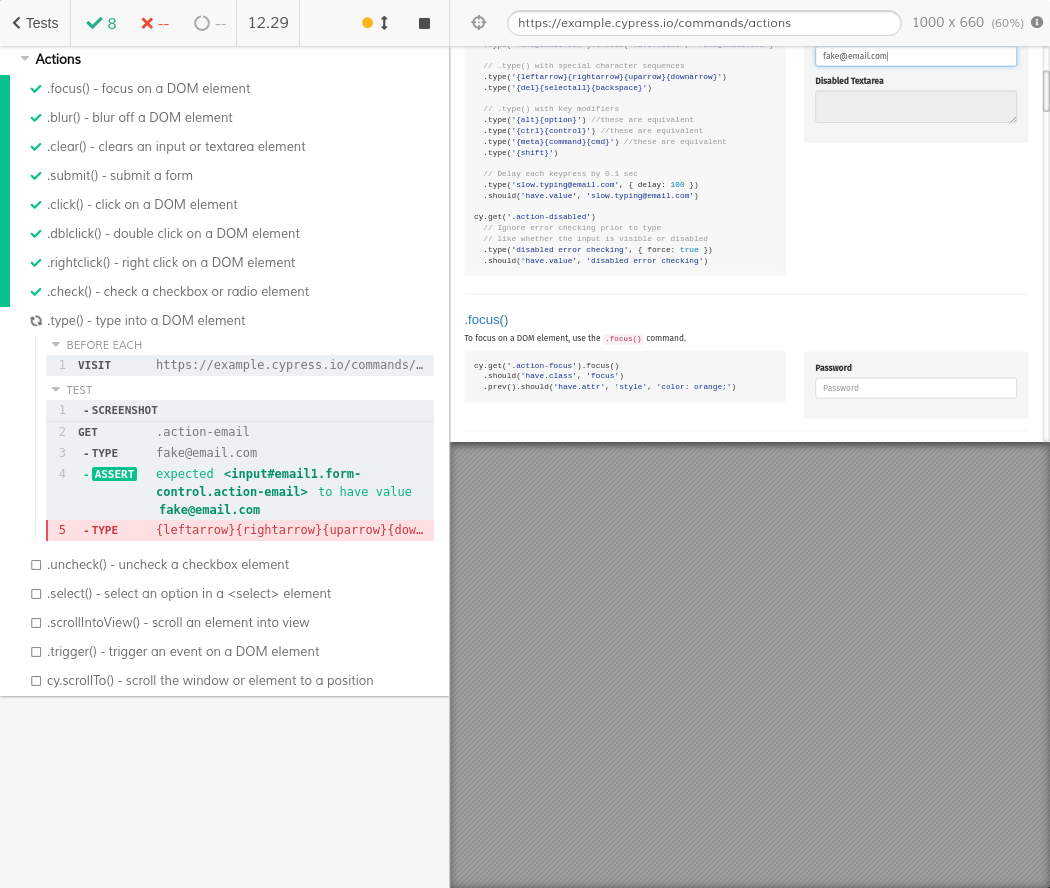 Tests 8 -- -- 12.29
https://example.cypress.io/commands/actions 1000 x 660 (60%)
Actions
.focus() - focus on a DOM element
.blur() - blur off a DOM element
.clear() - clears an input or textarea element
.submit() - submit a form
.click() - click on a DOM element
.dblclick() - double click on a DOM element
.rightclick() - right click on a DOM element
.check() - check a checkbox or radio element
.type() - type into a DOM element
BEFORE EACH
1 VISIT https://example.cypress.io/commands/…
TEST
1 - SCREENSHOT
2 GET .action-email
3 - TYPE fake@email.com
4 - ASSERT expected <input#email1.form-
control.action-email> to have value
fake@email.com
5 - TYPE {leftarrow}{rightarrow}{uparrow}{dow…
.uncheck() - uncheck a checkbox element
.select() - select an option in a <select> element
.scrollIntoView() - scroll an element into view
.trigger() - trigger an event on a DOM element
cy.scrollTo() - scroll the window or element to a position
// .type() with special character sequences
.type('{leftarrow}{rightarrow}{uparrow}{downarrow}')
.type('{del}{selectall}{backspace}')
// .type() with key modifiers
.type('{alt}{option}') //these are equivalent
.type('{ctrl}{control}') //these are equivalent
.type('{meta}{command}{cmd}') //these are equivalent
.type('{shift}')
// Delay each keypress by 0.1 sec
.type('slow.typing@email.com', { delay: 100 })
.should('have.value', 'slow.typing@email.com')
cy.get('.action-disabled')
// Ignore error checking prior to type
// like whether the input is visible or disabled
.type('disabled error checking', { force: true })
.should('have.value', 'disabled error checking')
fake@email.com
Disabled Textarea
.focus()
To focus on a DOM element, use the .focus() command.
cy.get('.action-focus').focus()
.should('have.class', 'focus')
.prev().should('have.attr', 'style', 'color: orange;')
Password
Password